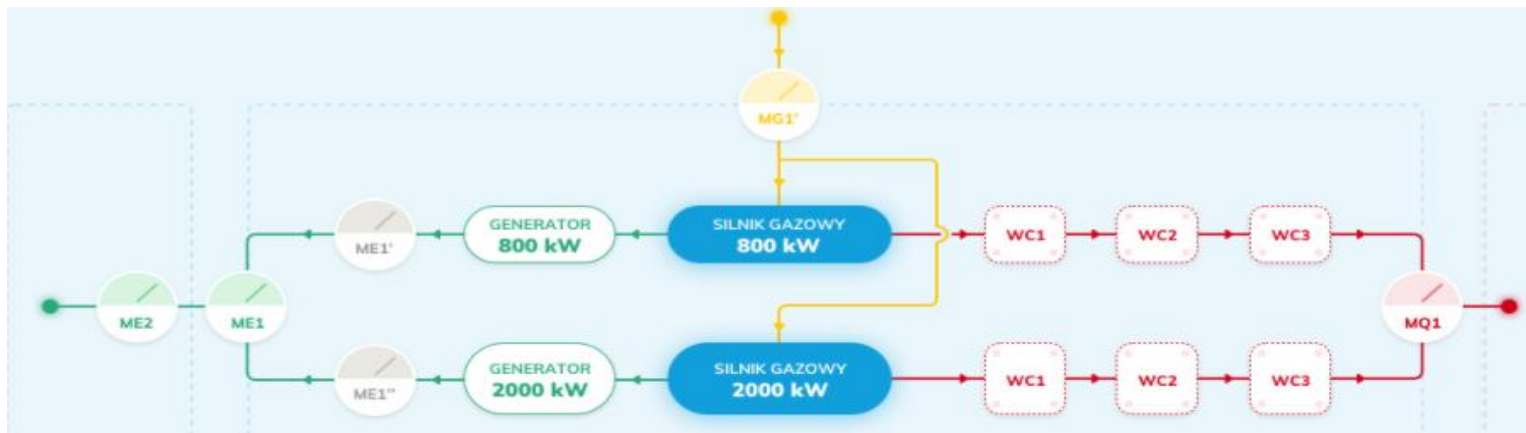 MG1'
ME1'
GENERATOR
800 kW
SILNIK GAZOWY
800 kW
WC1
WC2
WC3
ME2
ME1
MQ1
ME1''
GENERATOR
2000 kW
SILNIK GAZOWY
2000 kW
WC1
WC2
WC3